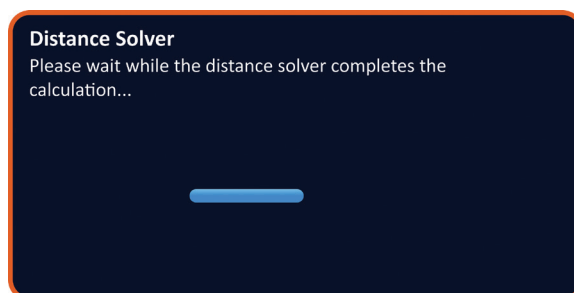 Distance Solver
Please wait while the distance solver completes the
calculation...